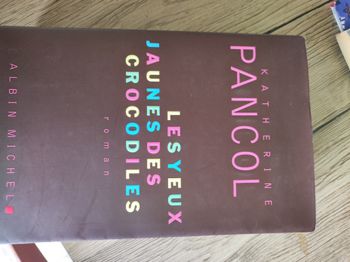 KATHERINE
PANCOL
LES YEUX
JAUNES DES
CROCODILES
roman
ALBIN MICHEL